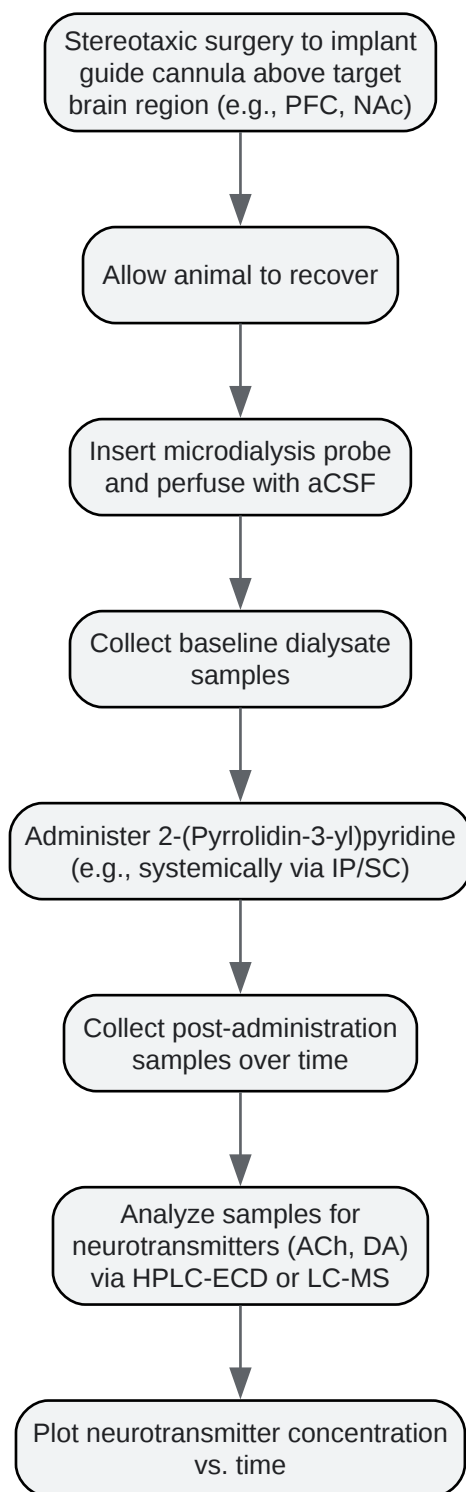 Stereotaxic surgery to implant
guide cannula above target
brain region (e.g., PFC, NAc)
Allow animal to recover
Insert microdialysis probe
and perfuse with aCSF
Collect baseline dialysate
samples
Administer 2-(Pyrrolidin-3-yl)pyridine
(e.g., systemically via IP/SC)
Collect post-administration
samples over time
Analyze samples for
neurotransmitters (ACh, DA)
via HPLC-ECD or LC-MS
Plot neurotransmitter concentration
vs. time